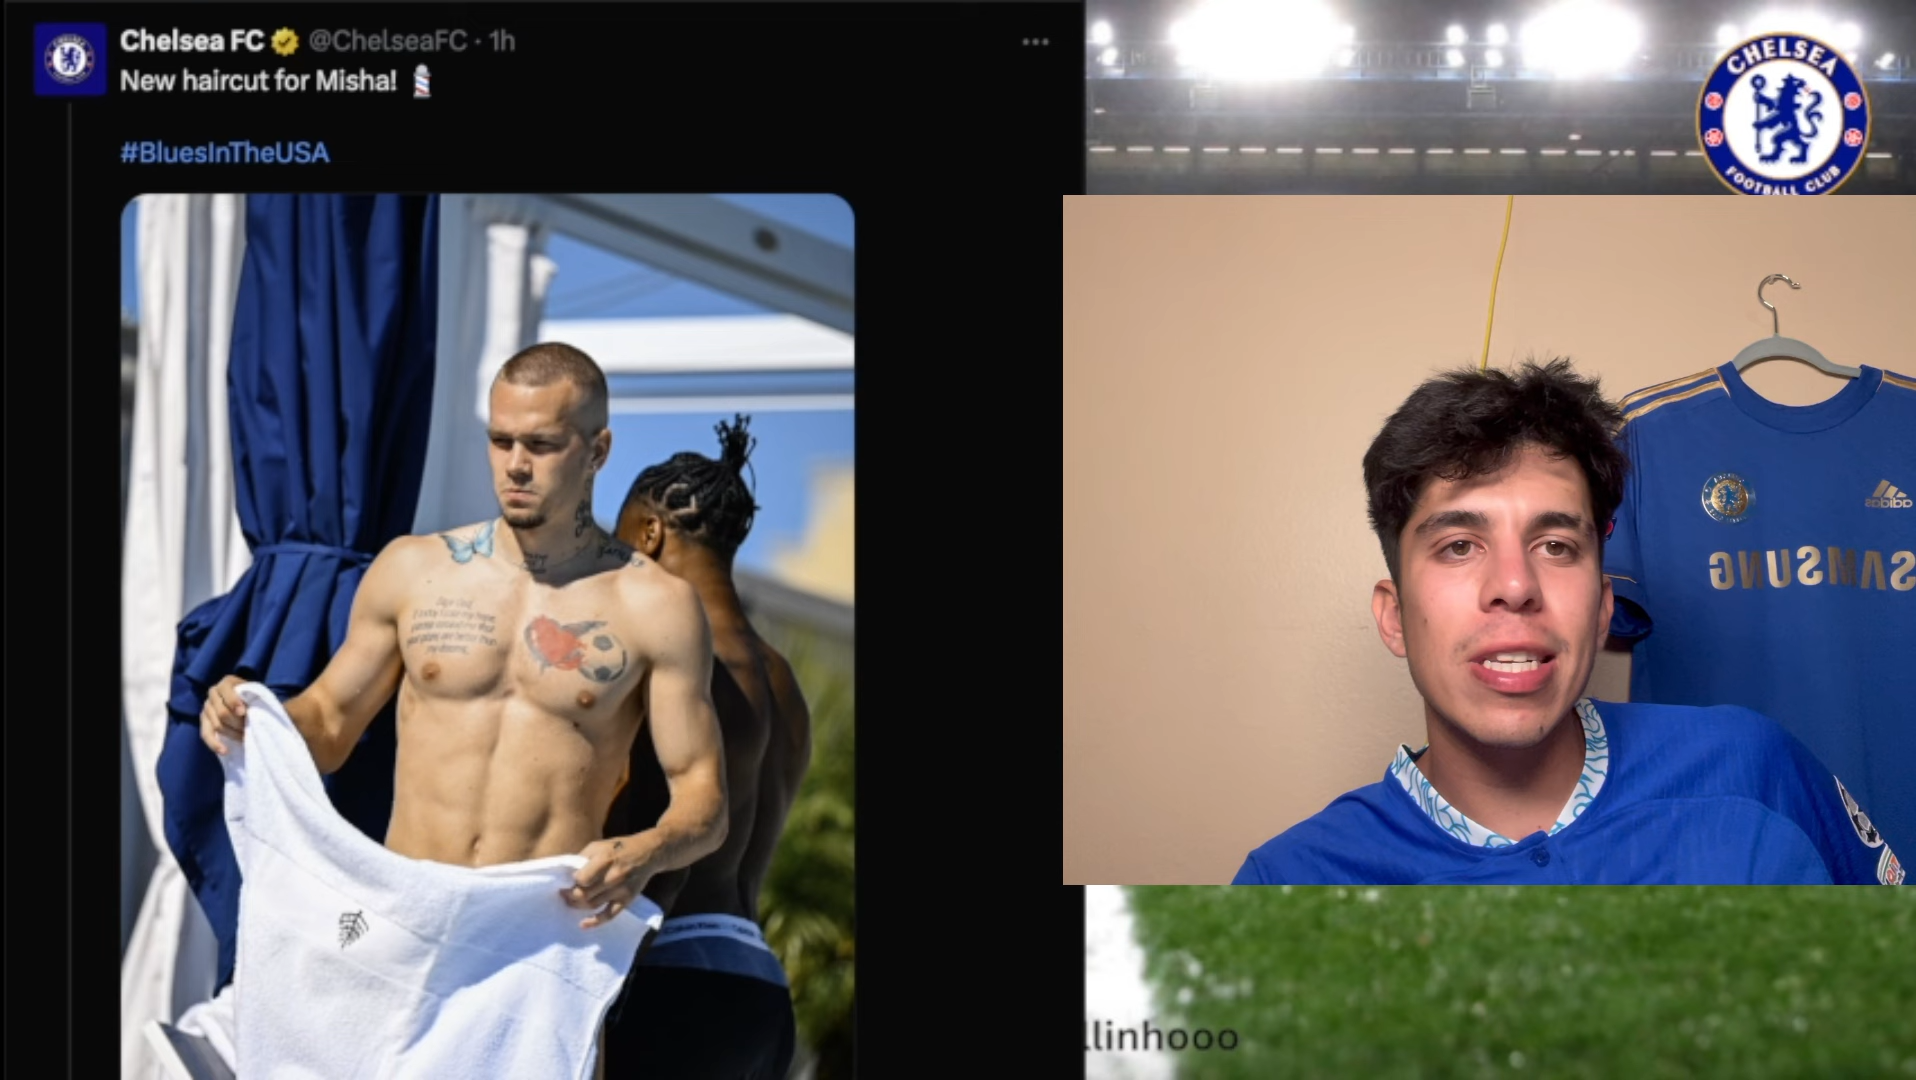 Chelsea FC @ChelseaFC · 1h
New haircut for Misha!
#BluesInTheUSA
CHELSEA
FOOTBALL CLUB
adidas
SAMSUNG
llinhooo